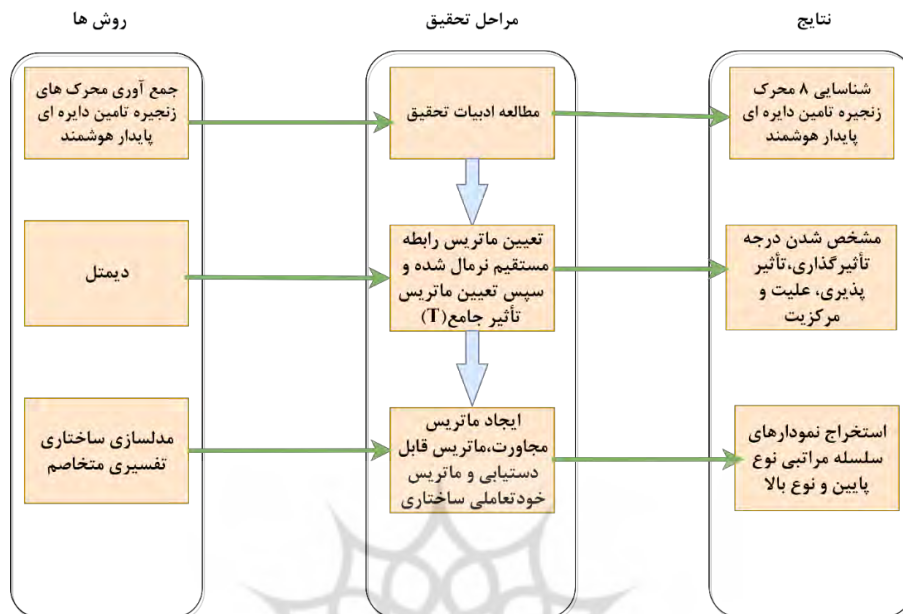 روش ها
مراحل تحقیق
نتایج
جمع آوری محرک های
زنجیره تامین دایره ای
پایدار هوشمند
مطالعه ادبیات تحقیق
شناسایی ۸ محرک
زنجیره تامین دایره ای
پایدار هوشمند
دیمتل
تعیین ماتریس رابطه
مستقیم نرمال شده و
سپس تعیین ماتریس
تأثیر جامع(T)
مشخص شدن درجه
تأثیرگذاری،تأثیر
پذیری، علیت و
مرکزیت
مدلسازی ساختاری
تفسیری متخاصم
ایجاد ماتریس
مجاورت،ماتریس قابل
دستیابی و ماتریس
خودتعاملی ساختاری
استخراج نمودارهای
سلسله مراتبی نوع
پایین و نوع بالا